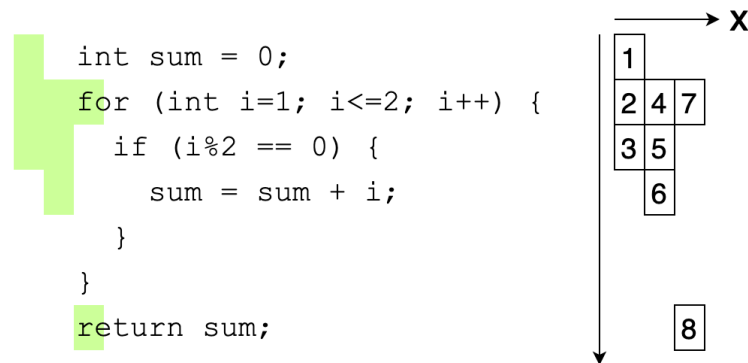 X
int sum = 0; 1
for (int i=1; i<=2; i++) { 2 4 7
if (i%2 == 0) { 3 5
sum = sum + i; 6
}
}
return sum; 8